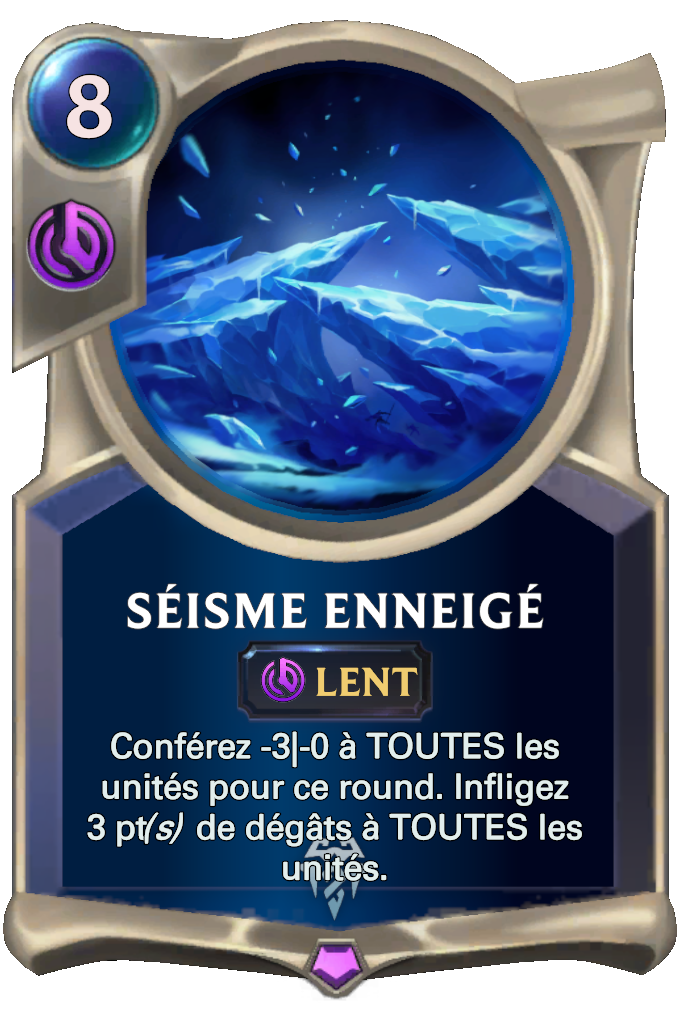 8
SÉISME ENNEIGÉ
LENT
Conférez -3|-0 à TOUTES les
unités pour ce round. Infligez
3 pt(s) de dégâts à TOUTES les
unités.